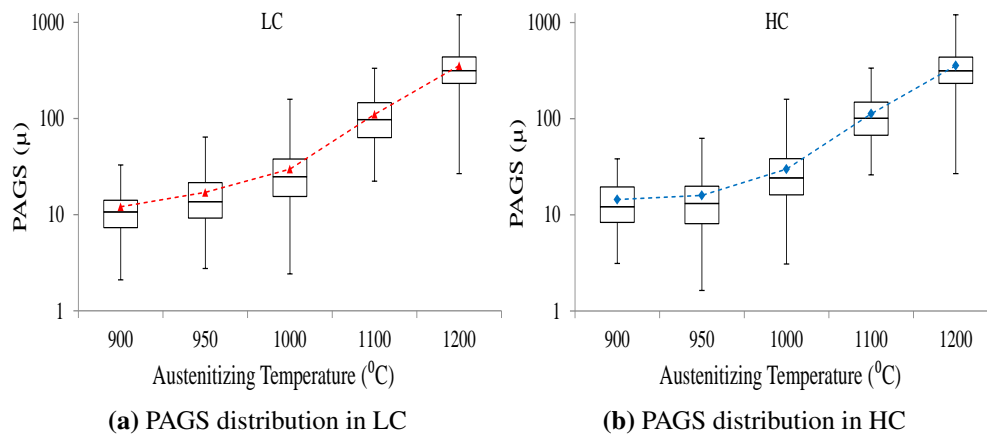 LC
1000
100
10
1
PAGS (µ)
900 950 1000 1100 1200
Austenitizing Temperature (⁰C)
(a) PAGS distribution in LC
HC
1000
100
10
1
PAGS (µ)
900 950 1000 1100 1200
Austenitizing Temperature (⁰C)
(b) PAGS distribution in HC